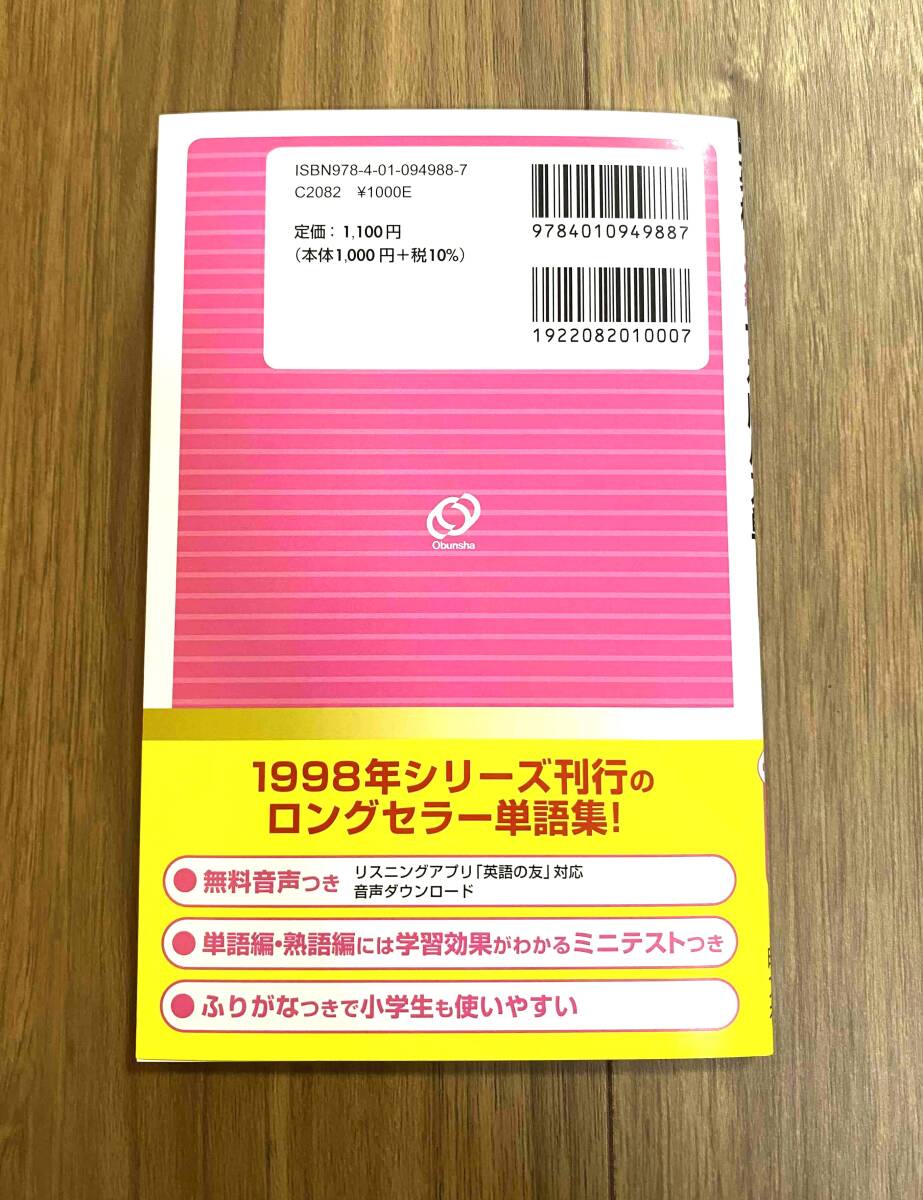 ISBN978-4-01-094988-7
C2082 ¥1000E
定価：1,100円
（本体1,000円＋税10%）
9784010949887
1922082010007
Obunsha
1998年シリーズ刊行の
ロングセラー単語集！
●無料音声つき リスニングアプリ「英語の友」対応
音声ダウンロード
●単語編・熟語編には学習効果がわかるミニテストつき
●ふりがなつきで小学生も使いやすい